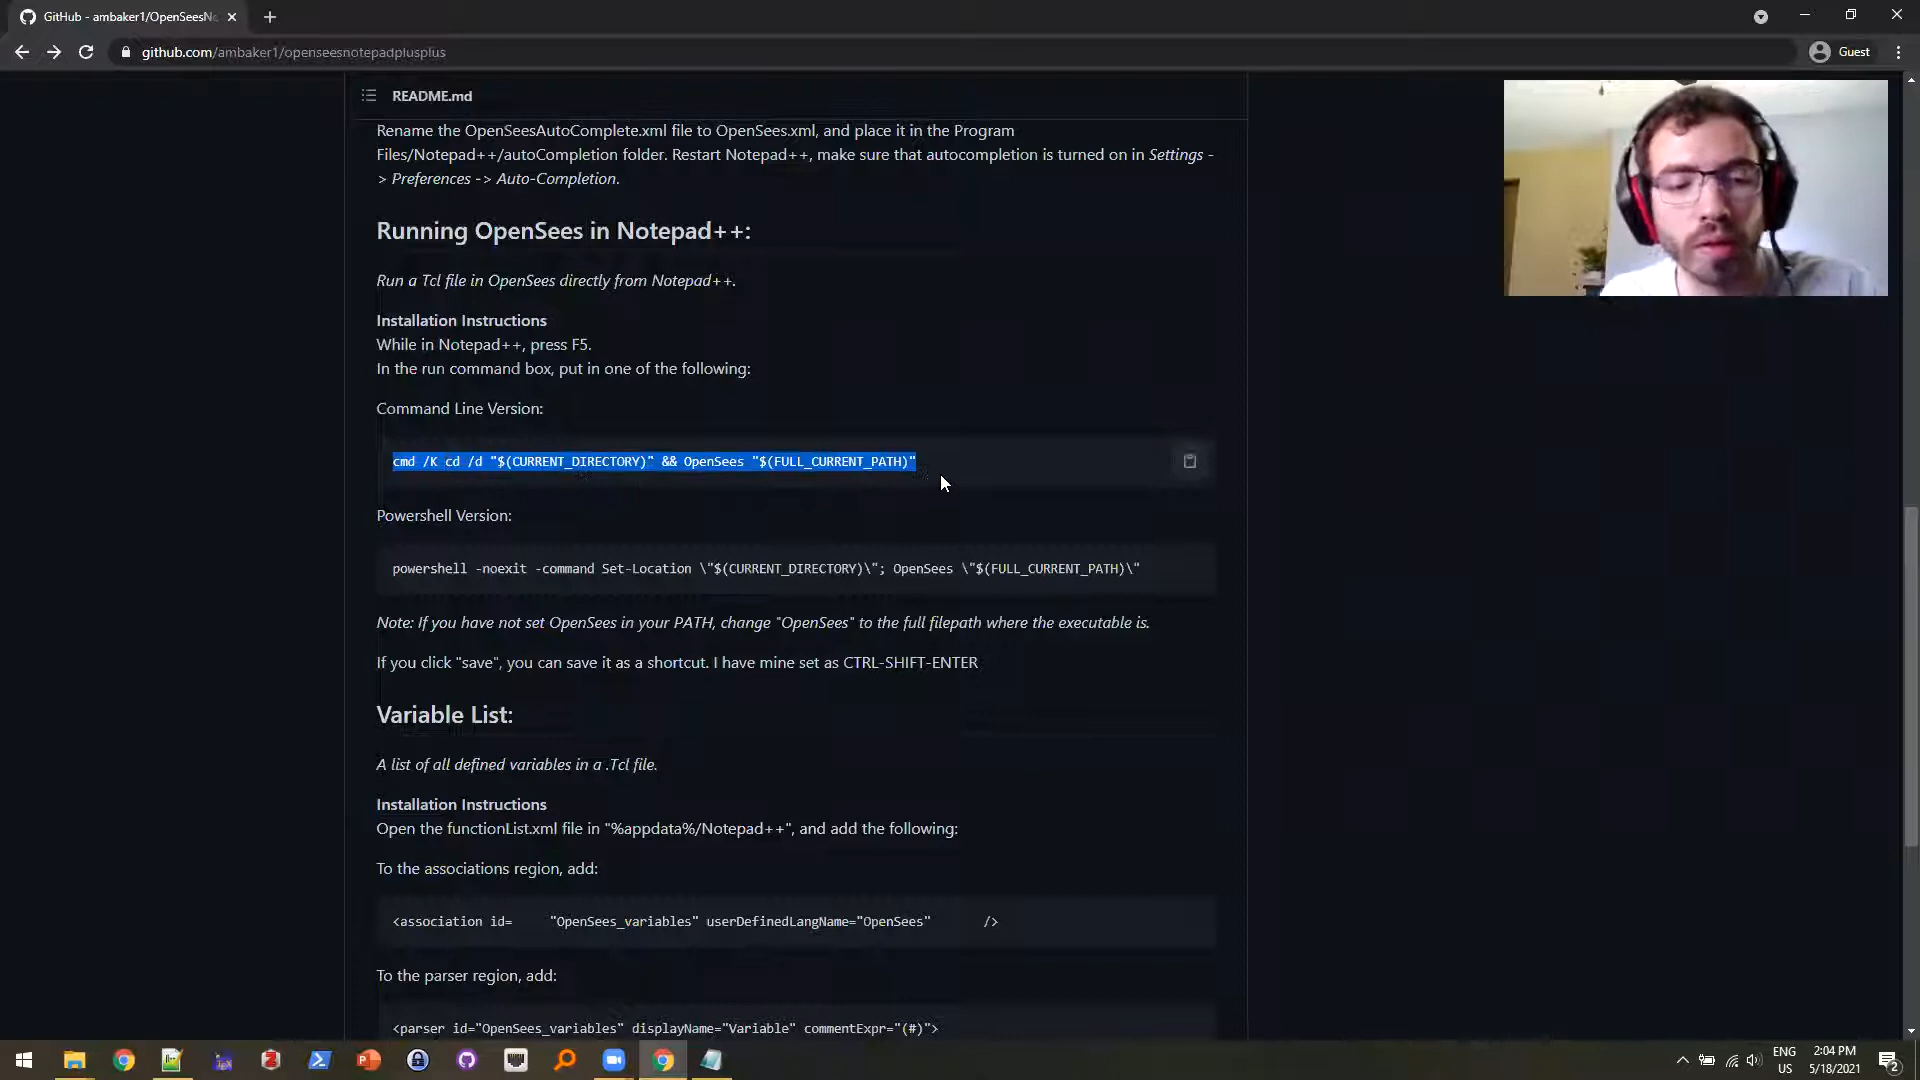 GitHub - ambaker1/OpenSeesN
github.com/ambaker1/openseesnotepadplusplus
Guest
README.md
Rename the OpenSeesAutoComplete.xml file to OpenSees.xml, and place it in the Program
Files/Notepad++/autoCompletion folder. Restart Notepad++, make sure that autocompletion is turned on in Settings -
> Preferences -> Auto-Completion.
Running OpenSees in Notepad++:
Run a Tcl file in OpenSees directly from Notepad++.
Installation Instructions
While in Notepad++, press F5.
In the run command box, put in one of the following:
Command Line Version:
cmd /K cd /d "$(CURRENT_DIRECTORY)" && OpenSees "$(FULL_CURRENT_PATH)"
Powershell Version:
powershell -noexit -command Set-Location \"$(CURRENT_DIRECTORY)\"; OpenSees \"$(FULL_CURRENT_PATH)\"
Note: If you have not set OpenSees in your PATH, change "OpenSees" to the full filepath where the executable is.
If you click "save", you can save it as a shortcut. I have mine set as CTRL-SHIFT-ENTER
Variable List:
A list of all defined variables in a .Tcl file.
Installation Instructions
Open the functionList.xml file in "%appdata%/Notepad++", and add the following:
To the associations region, add:
<association id=     "OpenSees_variables" userDefinedLangName="OpenSees"       />
To the parser region, add:
<parser id="OpenSees_variables" displayName="Variable" commentExpr="(#)">
ENG
US
2:04 PM
5/18/2021
2